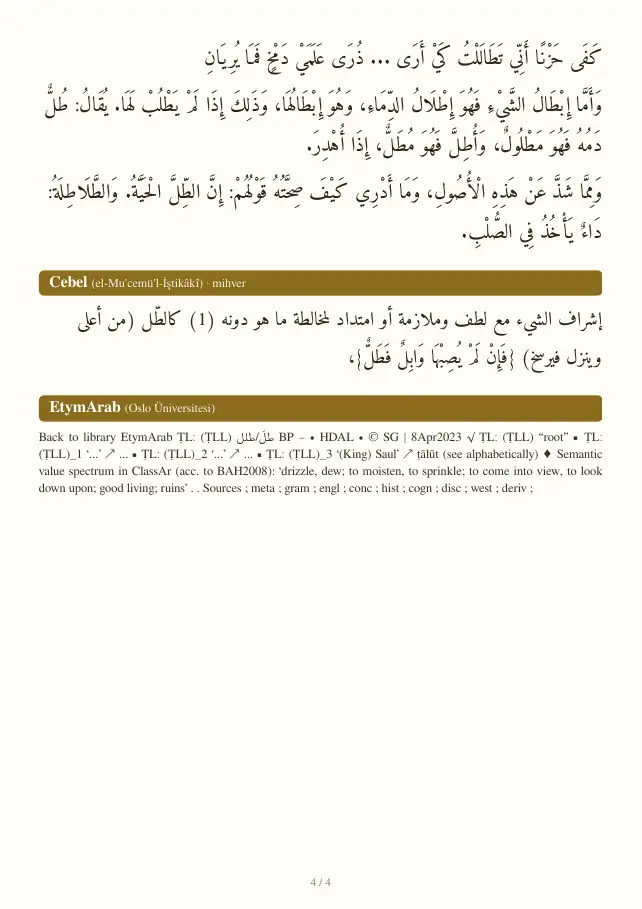 كَفَى حَزْنًا أَنِّي تَطَالَلْتُ كَيْ أَرَى ... ذُرَى عَلَمَيْ دَمْخٍ فَمَا يُرِيَانِ
وَأَمَّا إِبْطَالُ الشَّيْءِ فَهُوَ إِطْلَالُ الدِّمَاءِ، وَهُوَ إِبْطَالُهَا، وَذَلِكَ إِذَا لَمْ يَطْلُبْ لَهَا. يُقَالُ: طُلَّ
دَمُهُ فَهُوَ مَطْلُولٌ، وَأُطِلَّ فَهُوَ مُطَلٌّ، إِذَا أُهْدِرَ.
وَمِمَّا شَذَّ عَنْ هَذِهِ الْأُصُولِ، وَمَا أَدْرِي كَيْفَ صِحَّتُهُ قَوْلُهُمْ: إِنَّ الطِّلَّ الْحَيَّةُ. وَالطَّلَاطِلَةُ:
دَاءٌ يَأْخُذُ فِي الصُّلْبِ.
Cebel (el-Mu'cemü'l-İştikâkî) · mihver
إشراف الشيء مع لطف وملازمة أو امتداد لمخالطة ما هو دونه (1) كالطّل (من أعلى
وينزل فيرسخ) {فَإِنْ لَمْ يُصِبْهَا وَابِلٌ فَطَلٌّ}،
EtymArab (Oslo Üniversitesi)
Back to library EtymArab ṬL: (ṬLL) طلّ/طلل BP – • HDAL • © SG | 8Apr2023 √ ṬL: (ṬLL) “root” ▪ ṬL:
(ṬLL)_1 ‘...’ ↗ ... ▪ ṬL: (ṬLL)_2 ‘...’ ↗ ... ▪ ṬL: (ṬLL)_3 ‘(King) Saul’ ↗ ṭālūt (see alphabetically) ♦ Semantic
value spectrum in ClassAr (acc. to BAH2008): ‘drizzle, dew; to moisten, to sprinkle; to come into view, to look
down upon; good living; ruins’ . . Sources ; meta ; gram ; engl ; conc ; hist ; cogn ; disc ; west ; deriv ;
4 / 4